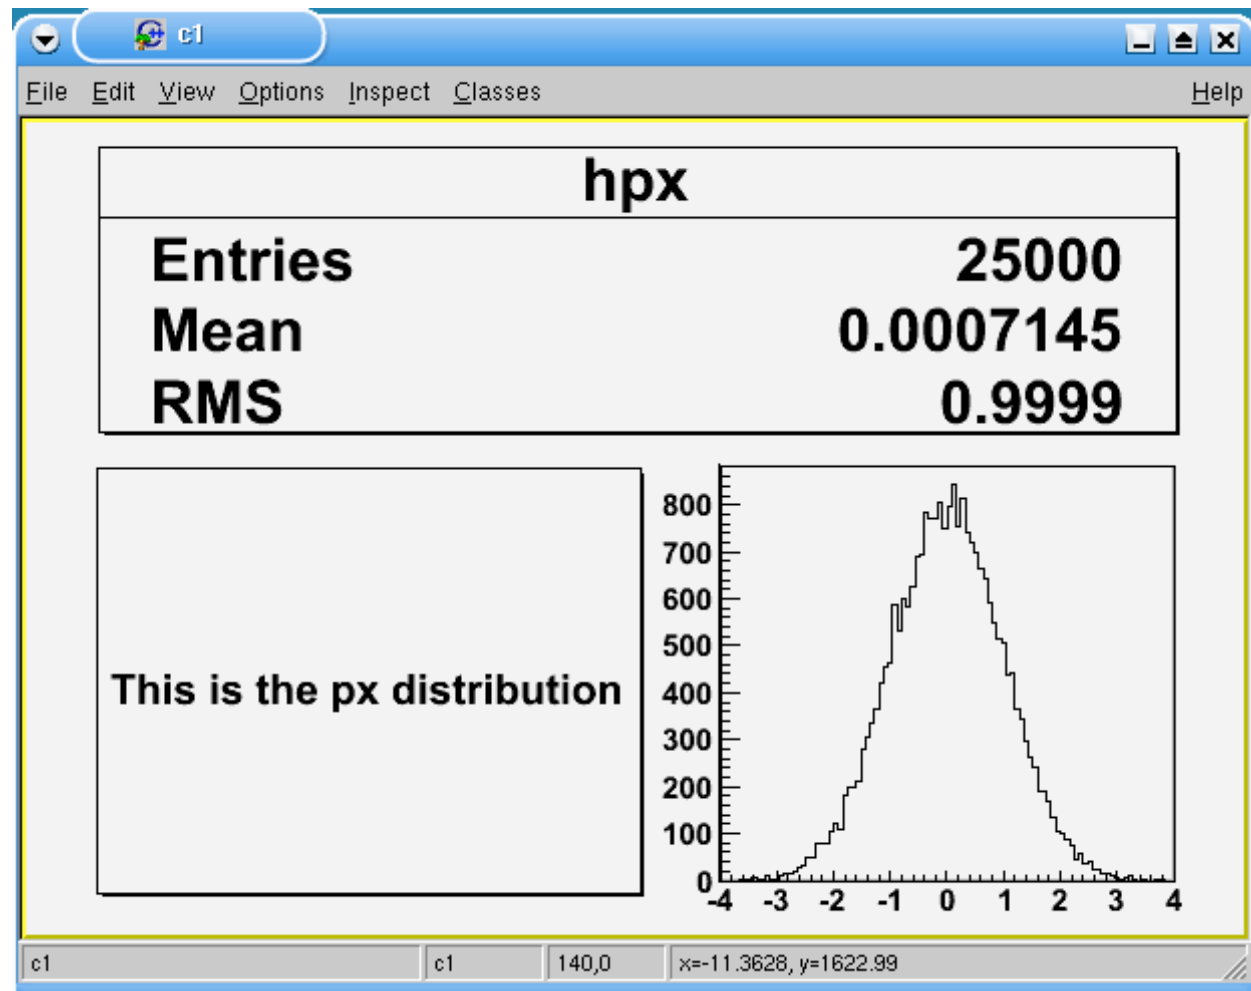 c1
File Edit View Options Inspect Classes Help
hpx
Entries 25000
Mean 0.0007145
RMS 0.9999
This is the px distribution
800
700
600
500
400
300
200
100
0
-4 -3 -2 -1 0 1 2 3 4
c1 c1 140,0 x=-11.3628, y=1622.99